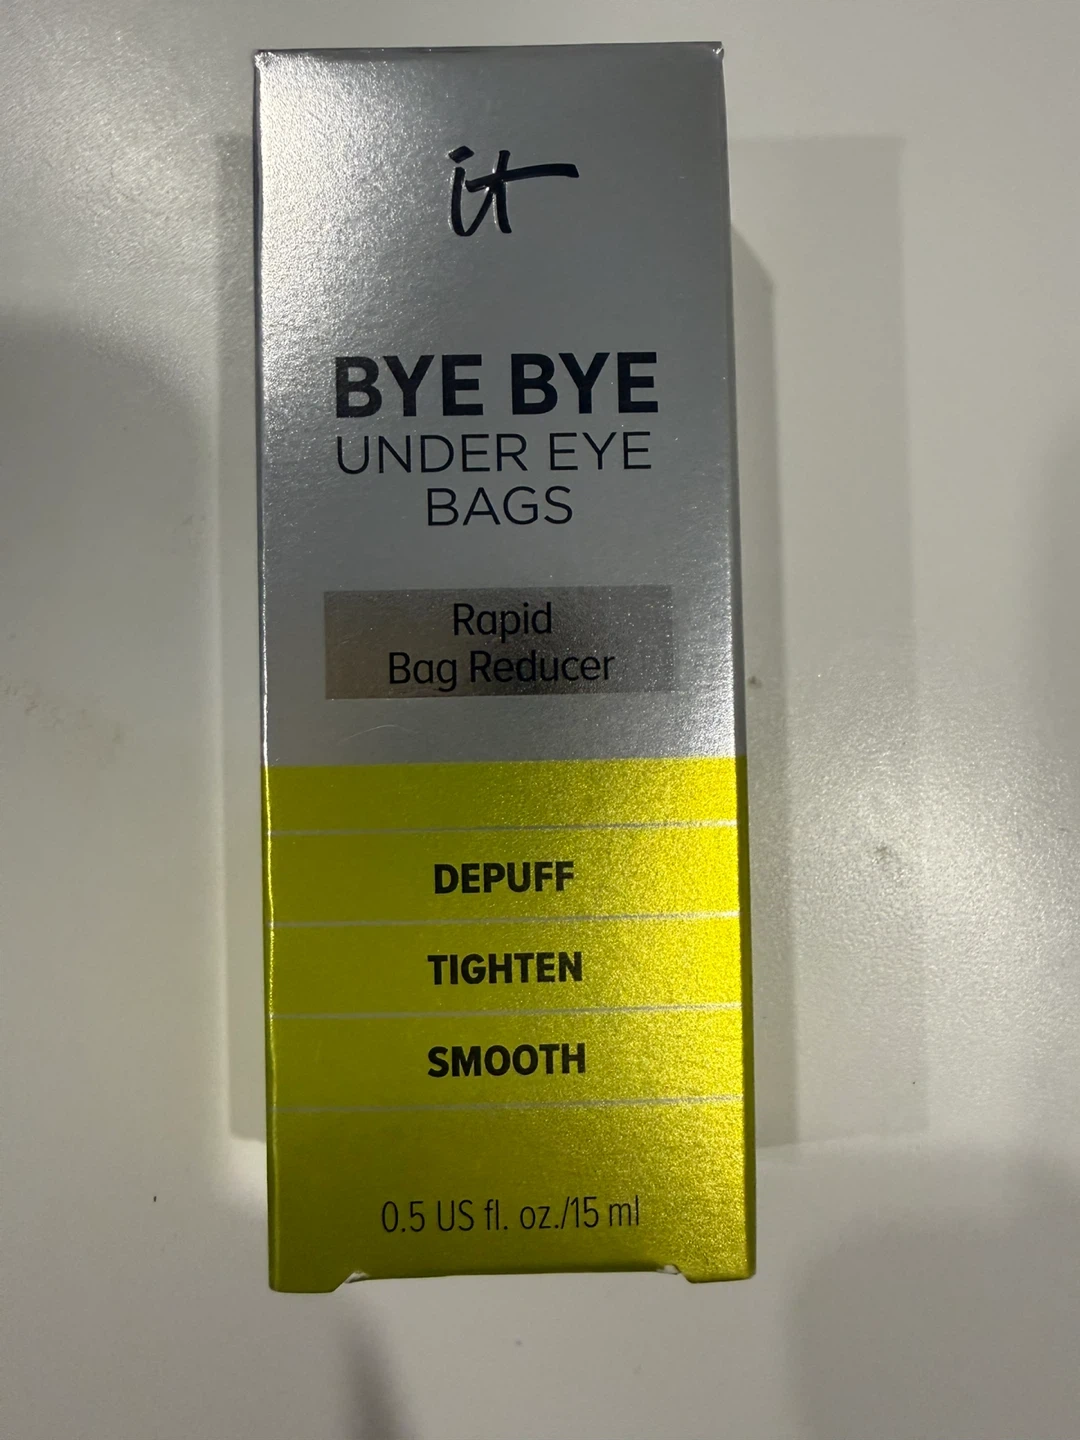 it
BYE BYE
UNDER EYE
BAGS
Rapid
Bag Reducer
DEPUFF
TIGHTEN
SMOOTH
0.5 US fl. oz./15 ml